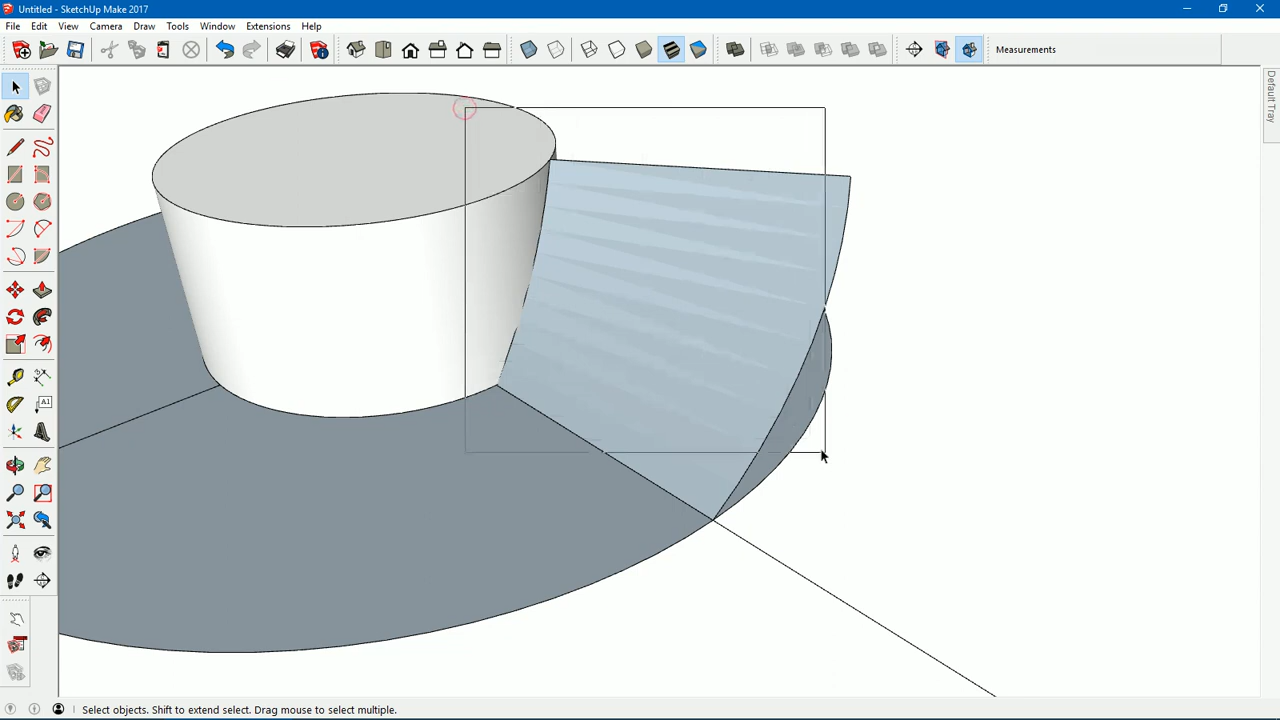 Untitled - SketchUp Make 2017
File Edit View Camera Draw Tools Window Extensions Help
Measurements
Default Tray
A1
Select objects. Shift to extend select. Drag mouse to select multiple.